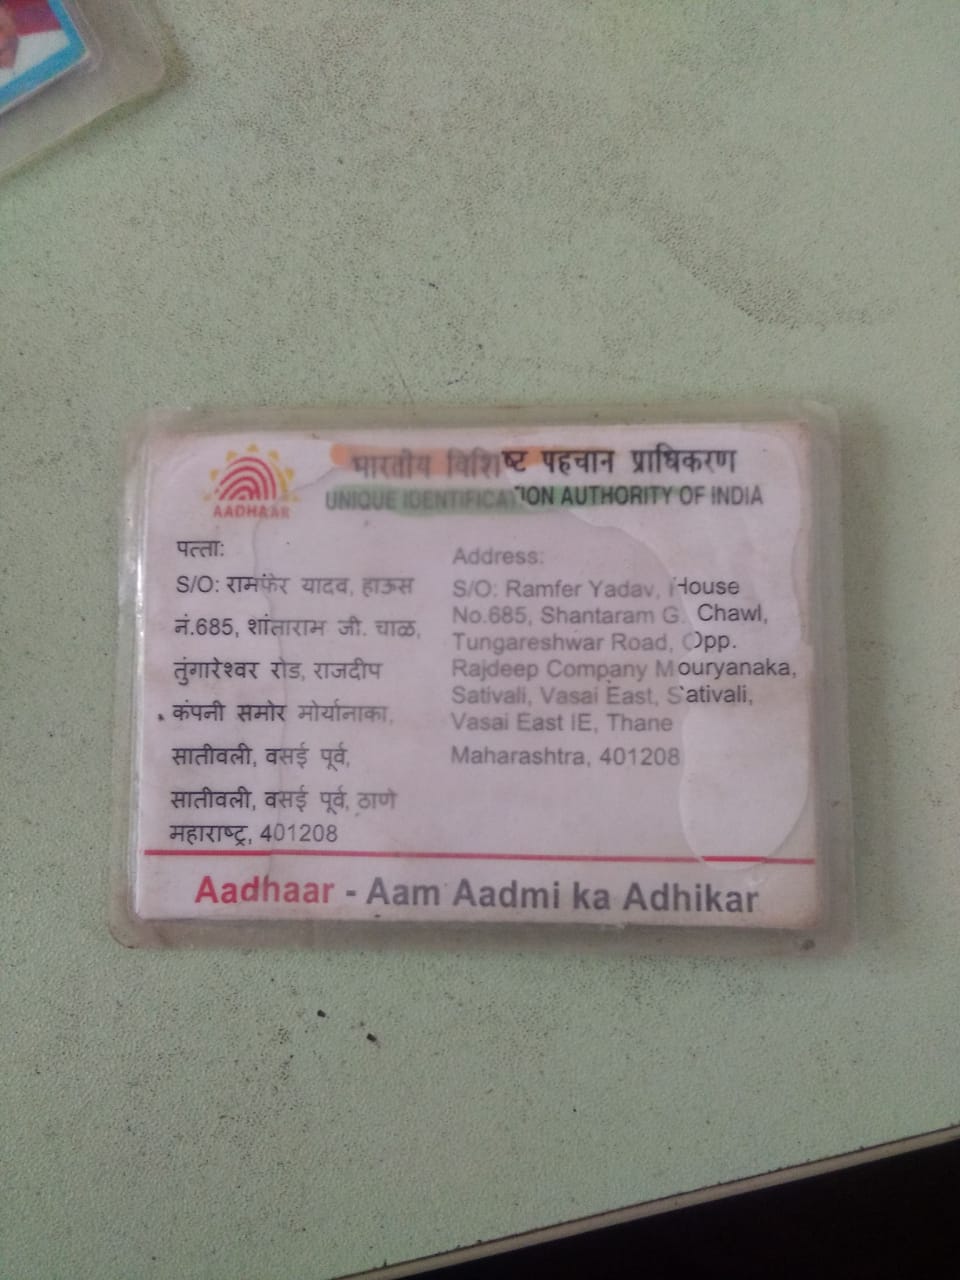 भारतीय विशिष्ट पहचान प्राधिकरण
UNIQUE IDENTIFICATION AUTHORITY OF INDIA
AADHAAR
पत्ता:
S/O: रामफेर यादव, हाऊस
नं.685, शांताराम जी. चाळ,
तुंगारेश्वर रोड, राजदीप
कंपनी समोर मोर्यानाका,
सातीवली, वसई पूर्व,
सातीवली, वसई पूर्व, ठाणे
महाराष्ट्र, 401208
Address:
S/O: Ramfer Yadav, House
No.685, Shantaram G. Chawl,
Tungareshwar Road, Opp.
Rajdeep Company Mouryanaka,
Sativali, Vasai East, Sativali,
Vasai East IE, Thane
Maharashtra, 401208
Aadhaar - Aam Aadmi ka Adhikar